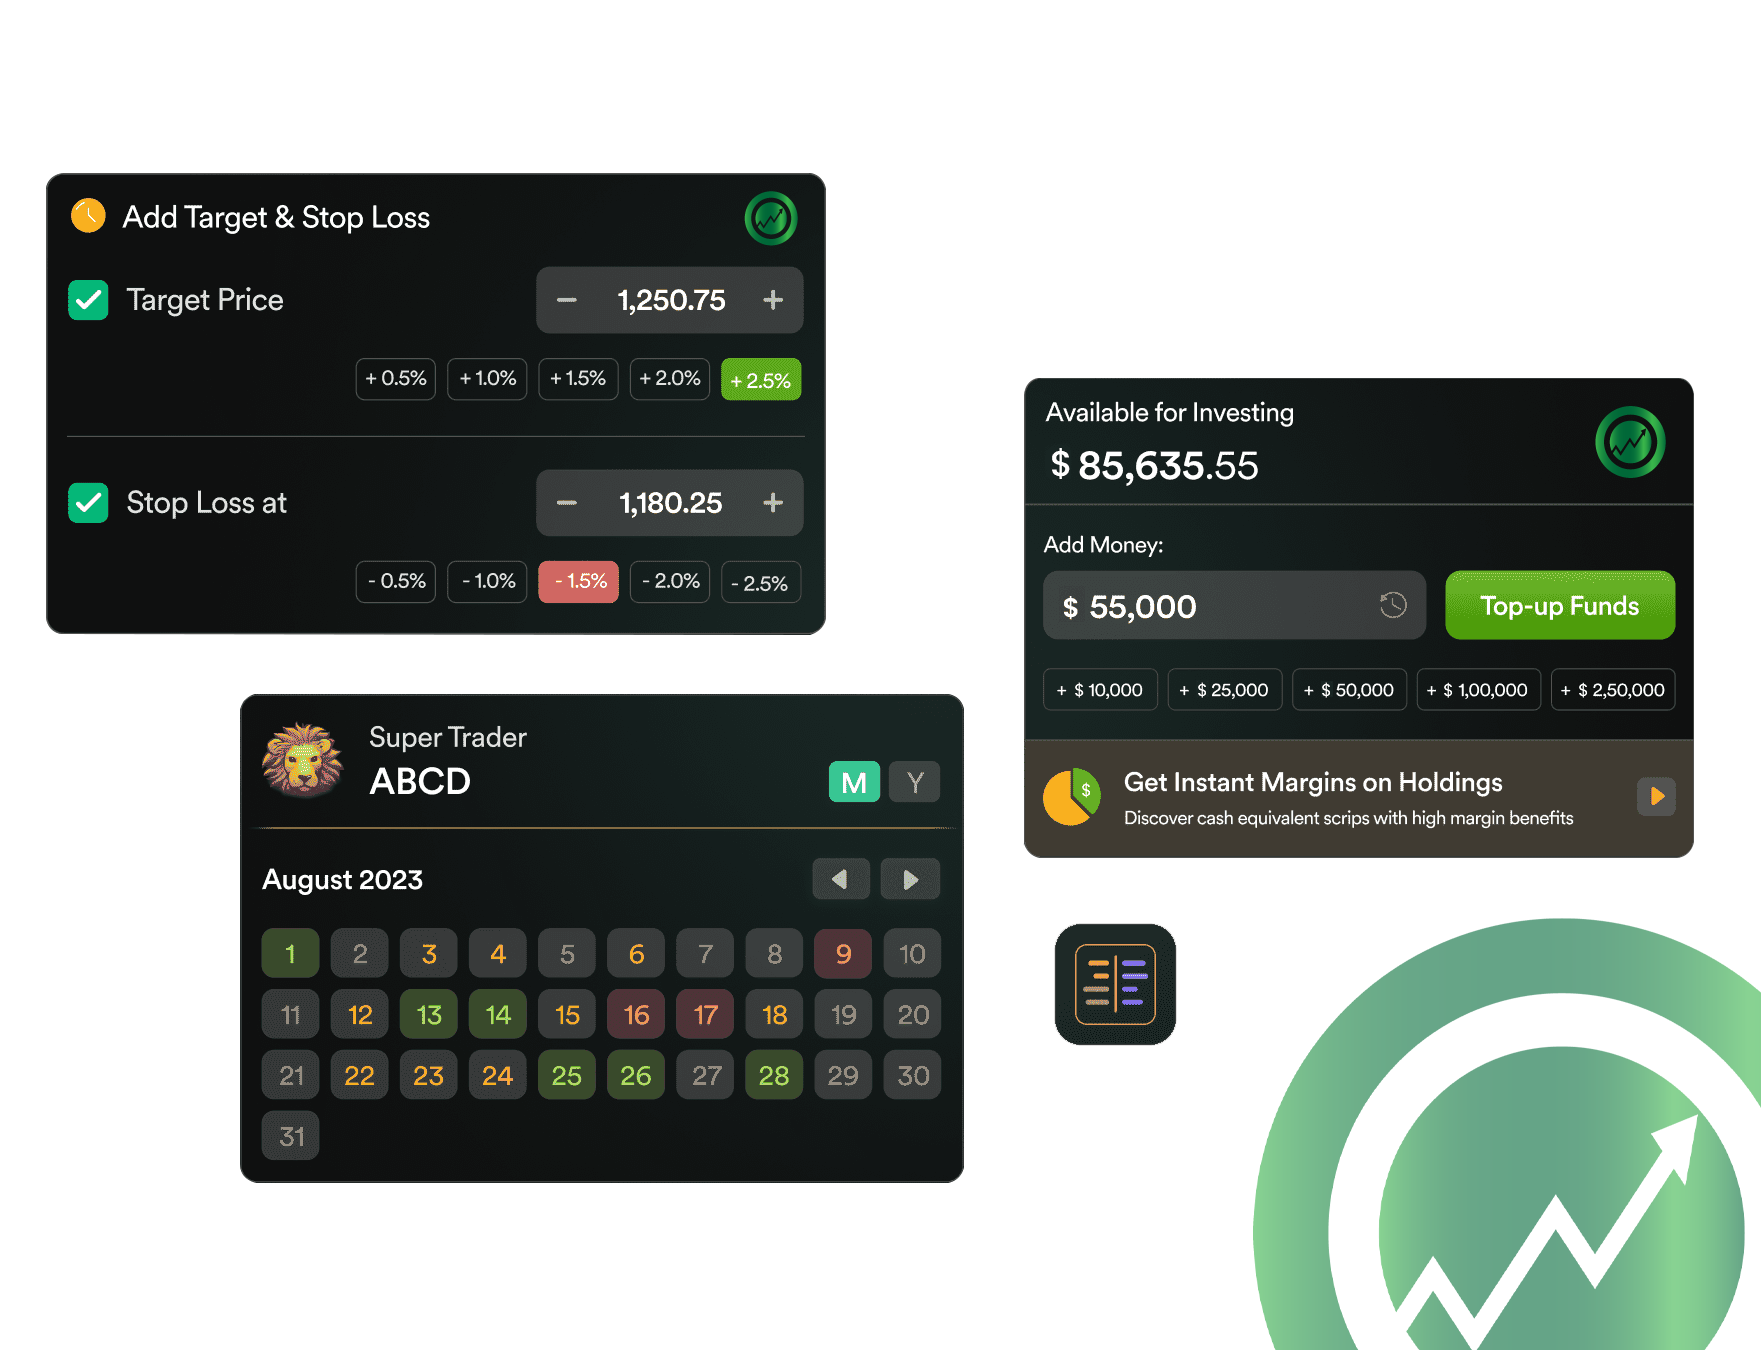 Add Target & Stop Loss
Target Price
− 1,250.75 +
+ 0.5% + 1.0% + 1.5% + 2.0% + 2.5%
Stop Loss at
− 1,180.25 +
- 0.5% - 1.0% - 1.5% - 2.0% - 2.5%
Available for Investing
$ 85,635.55
Add Money:
$ 55,000
Top-up Funds
+ $ 10,000 + $ 25,000 + $ 50,000 + $ 1,00,000 + $ 2,50,000
Get Instant Margins on Holdings
Discover cash equivalent scrips with high margin benefits
$
Super Trader
ABCD
M Y
August 2023
1 2 3 4 5 6 7 8 9 10
11 12 13 14 15 16 17 18 19 20
21 22 23 24 25 26 27 28 29 30
31